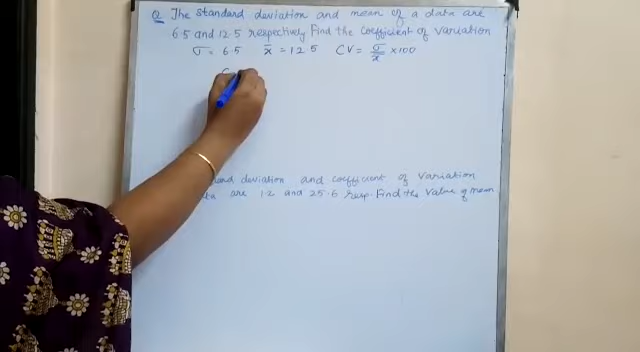 Q The standard deviation and mean of a data are
6.5 and 12.5 respectively Find the Coefficient of variation
σ = 6.5 x̄ = 12.5 CV = σ/x̄ ×100
C
deviation and coefficient of variation
are 1.2 and 25.6 resp. Find the value of mean